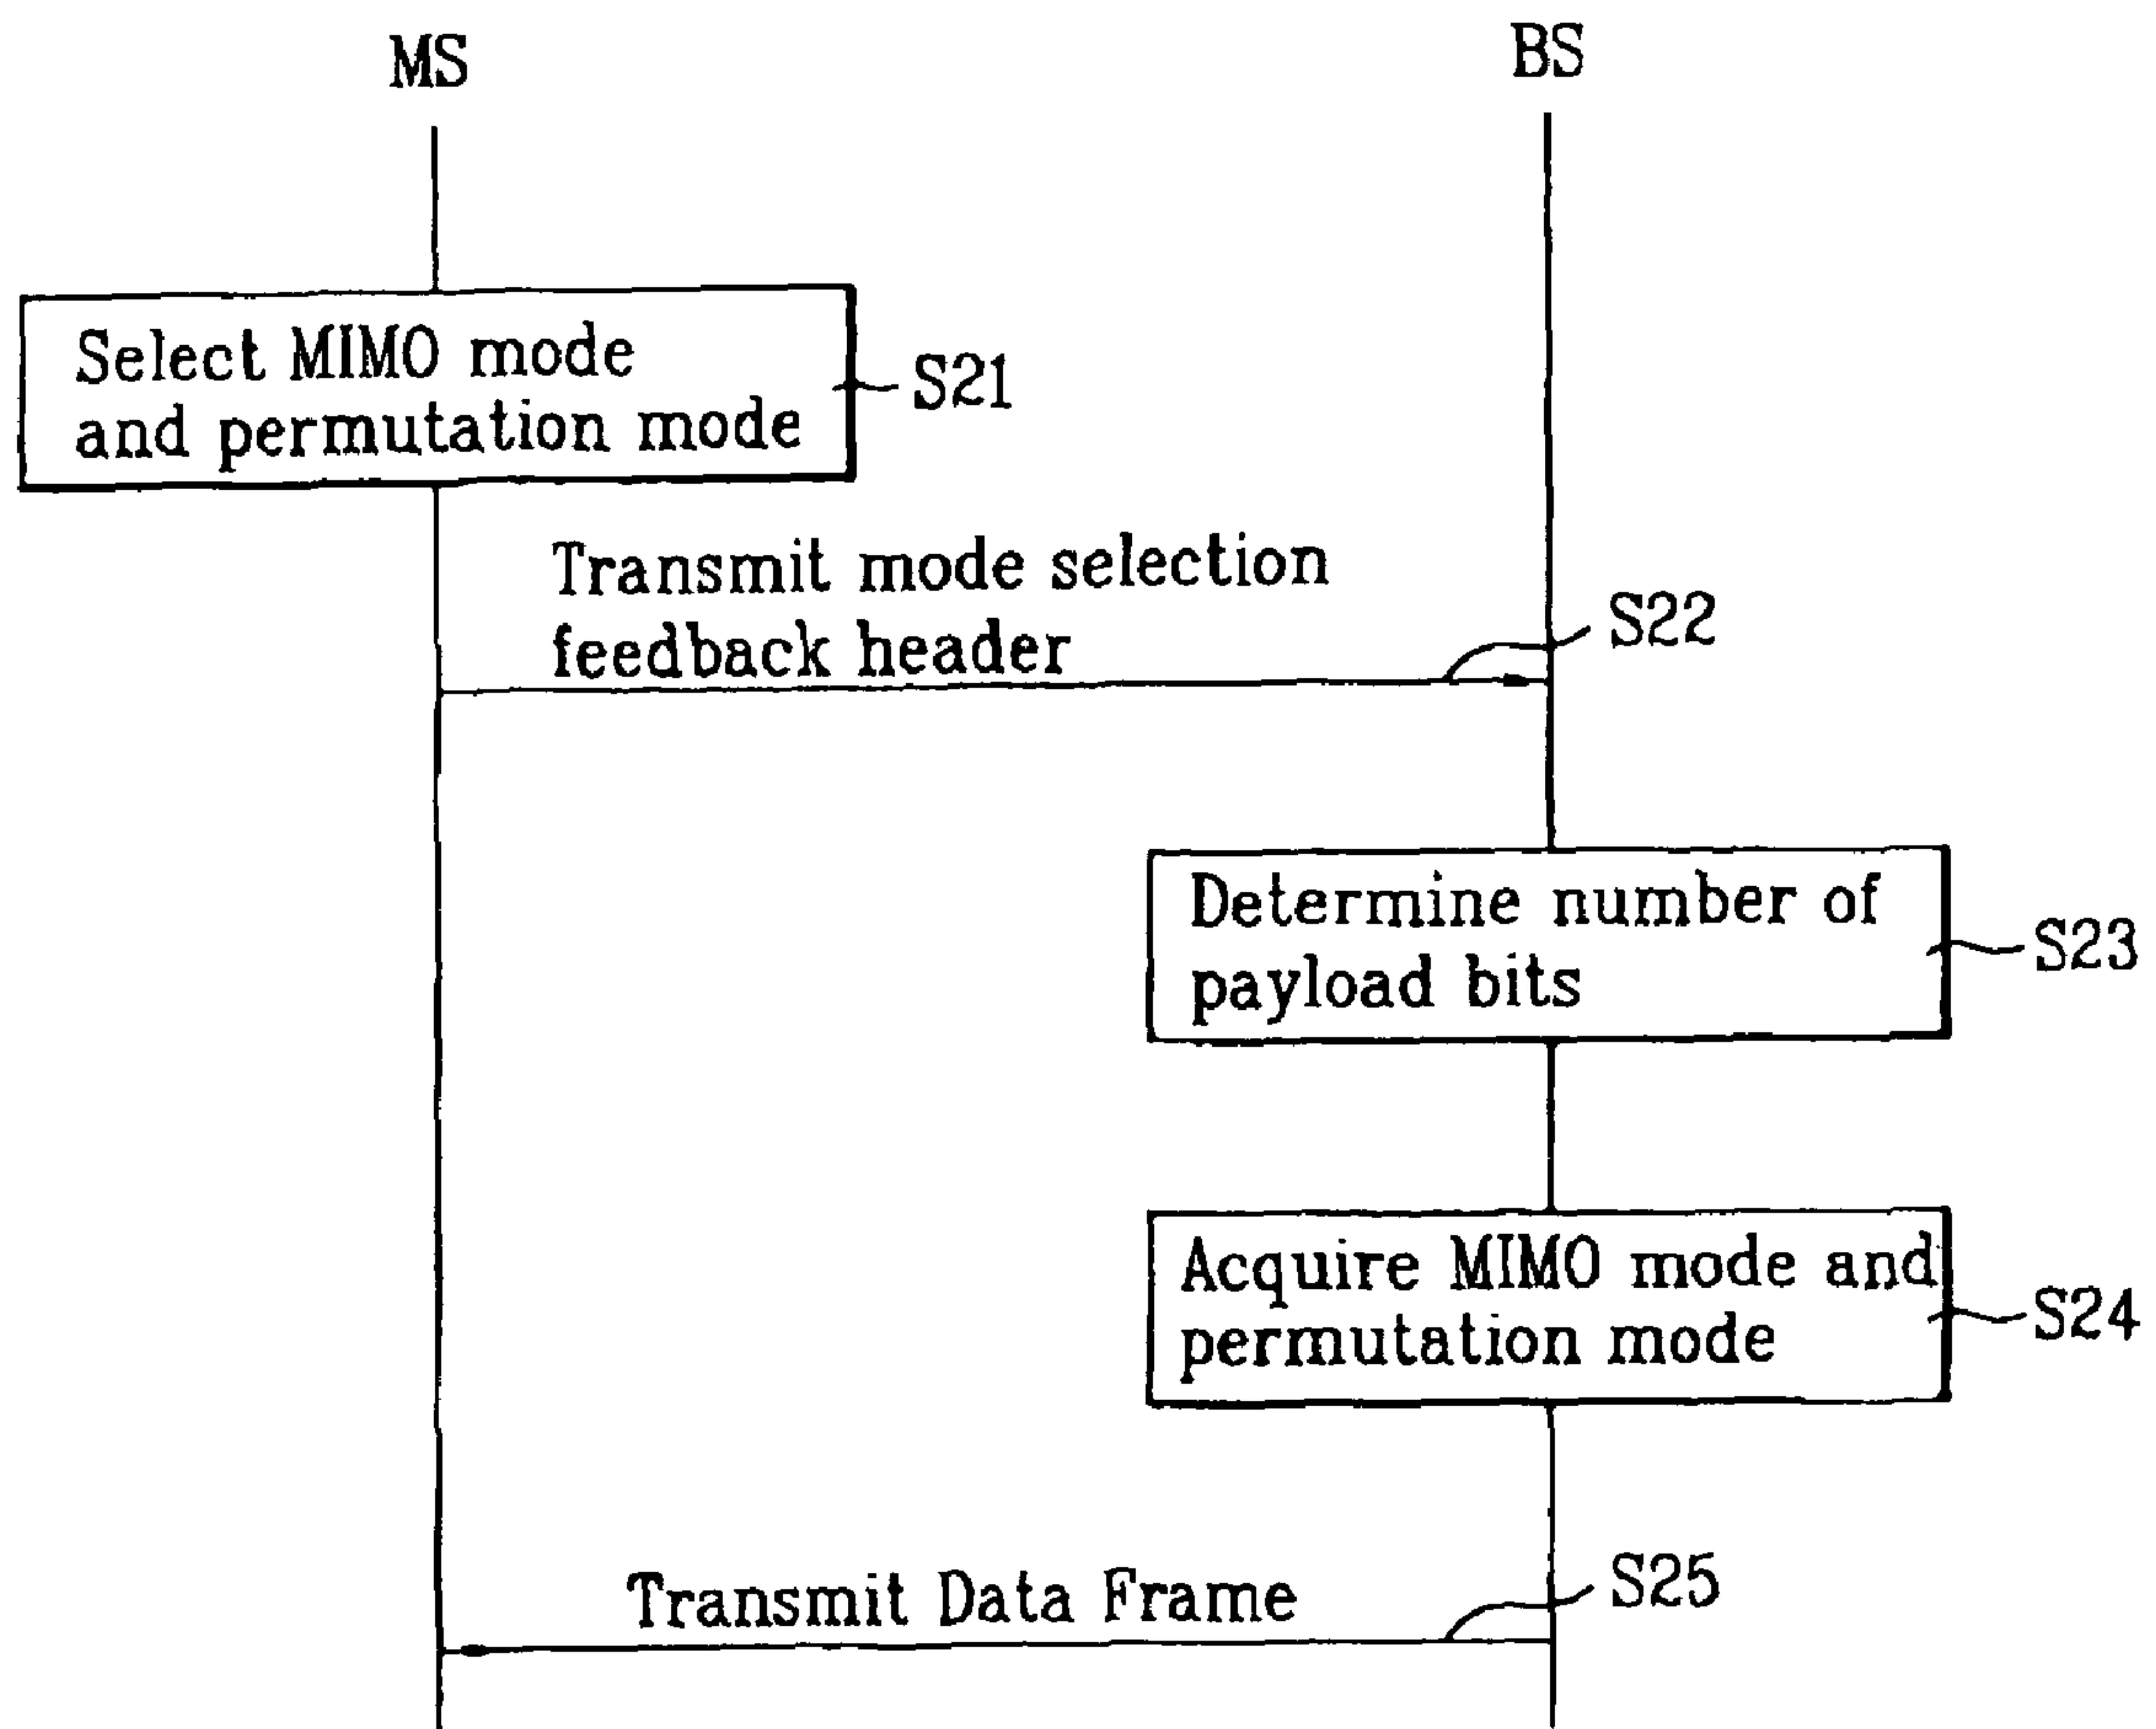 MS
BS
Select MIMO mode
and permutation mode
S21
Transmit mode selection
feedback header
S22
Determine number of
payload bits
S23
Acquire MIMO mode and
permutation mode
S24
Transmit Data Frame
S25